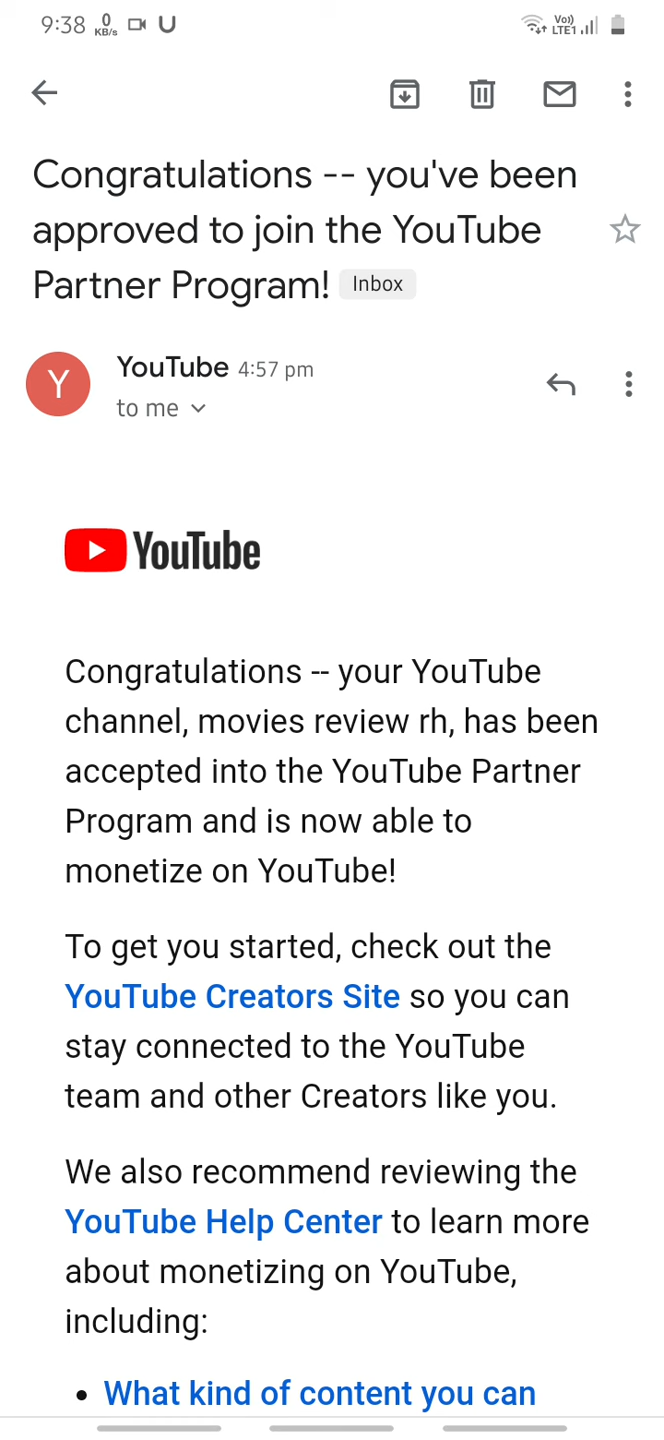 9:38 0 KB/s U Vo)) LTE1
Congratulations -- you've been
approved to join the YouTube
Partner Program! Inbox
Y
YouTube 4:57 pm
to me
YouTube
Congratulations -- your YouTube
channel, movies review rh, has been
accepted into the YouTube Partner
Program and is now able to
monetize on YouTube!
To get you started, check out the
YouTube Creators Site so you can
stay connected to the YouTube
team and other Creators like you.
We also recommend reviewing the
YouTube Help Center to learn more
about monetizing on YouTube,
including:
• What kind of content you can